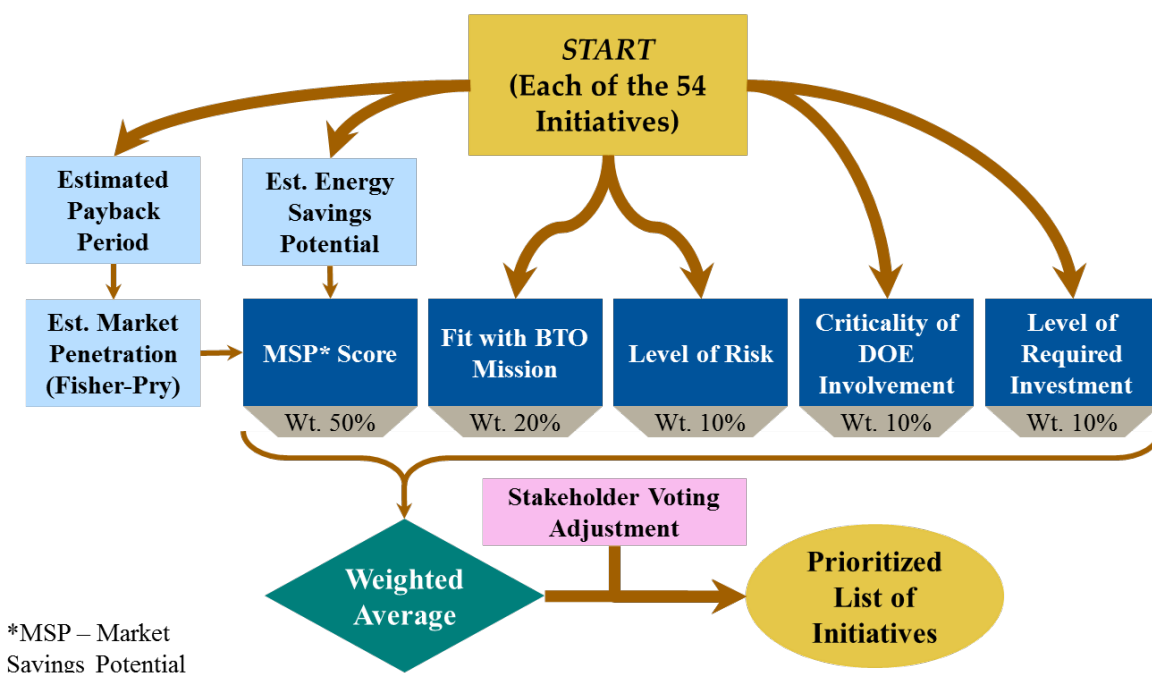 START
(Each of the 54
Initiatives)
Estimated
Payback
Period
Est. Energy
Savings
Potential
Est. Market
Penetration
(Fisher-Pry)
MSP* Score
Fit with BTO
Mission
Level of Risk
Criticality of
DOE
Involvement
Level of
Required
Investment
Wt. 50%
Wt. 20%
Wt. 10%
Wt. 10%
Wt. 10%
Stakeholder Voting
Adjustment
Weighted
Average
Prioritized
List of
Initiatives
*MSP – Market
Savings Potential